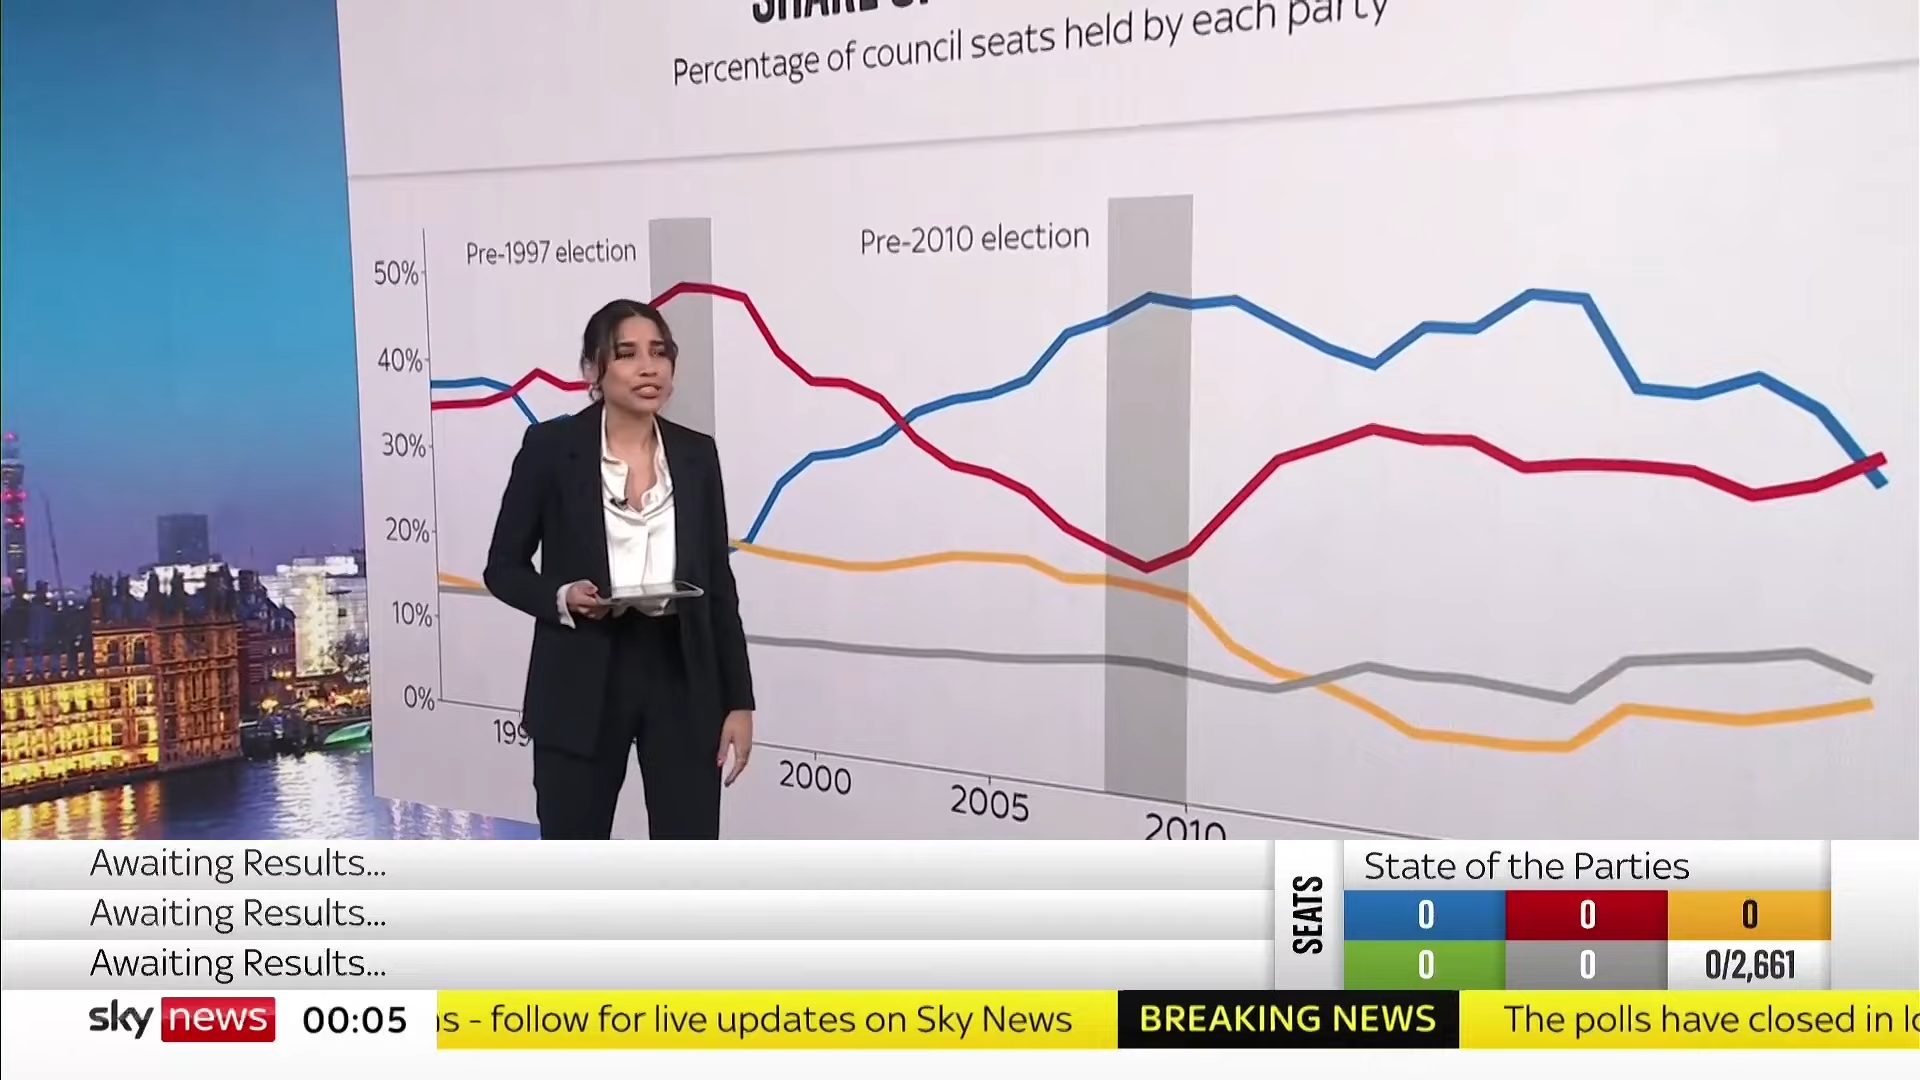 SHARE
Percentage of council seats held by each party
Pre-1997 election
Pre-2010 election
50%
40%
30%
20%
10%
0%
2000
2005
2010
Awaiting Results...
Awaiting Results...
Awaiting Results...
SEATS
State of the Parties
0
0
0
0
0
0/2,661
sky news
00:05
- follow for live updates on Sky News
BREAKING NEWS
The polls have closed in